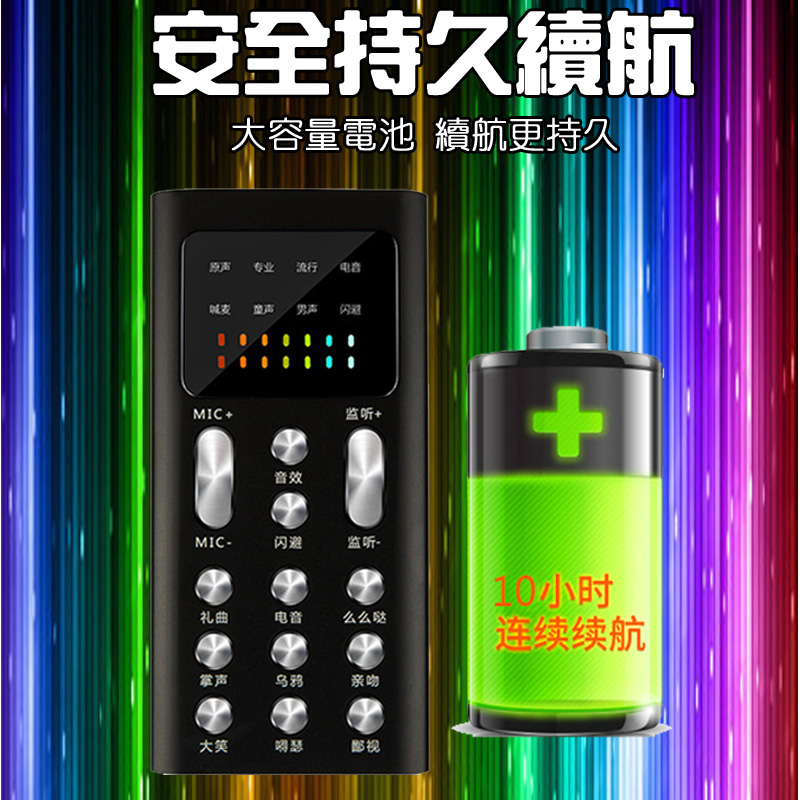 安全持久續航
大容量電池 續航更持久
原声 专业 流行 电音
喊麦 童声 男声 闪避
MIC+ 监听+
音效
MIC- 闪避 监听-
礼曲 电音 么么哒
掌声 乌鸦 亲吻
大笑 嘚瑟 鄙视
10小时
连续续航